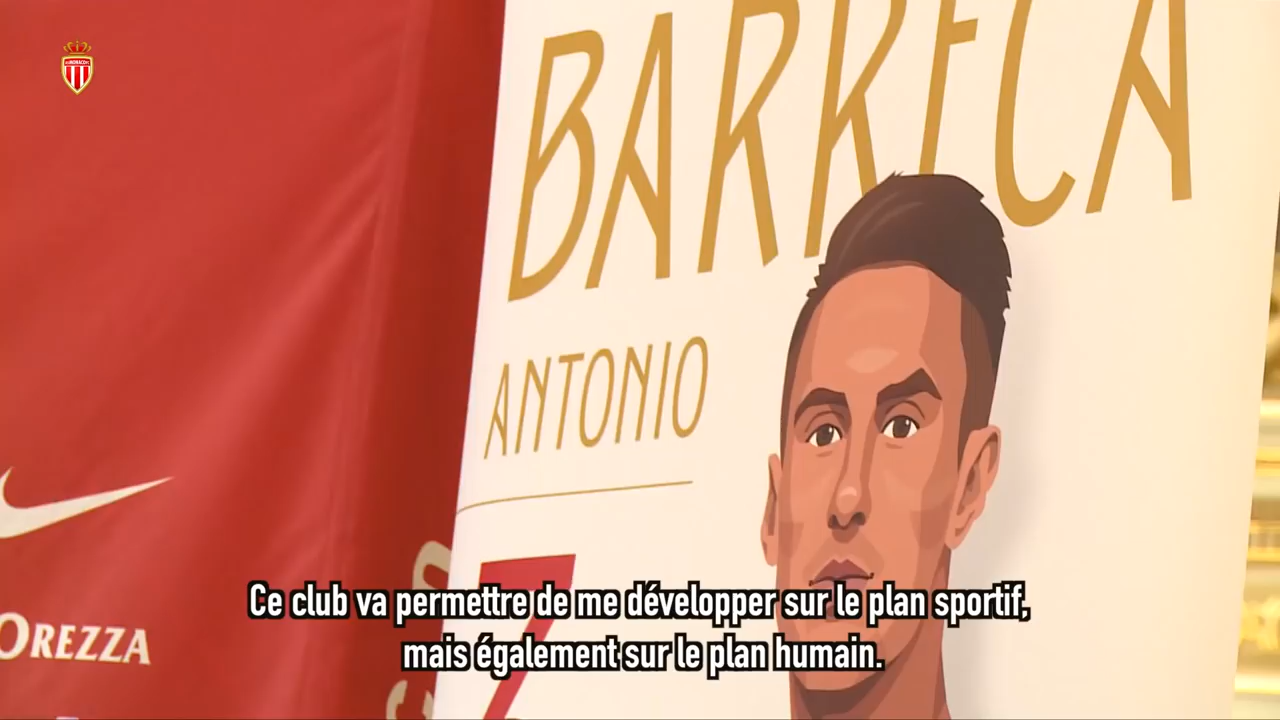 BARRECA
ANTONIO
7
OREZZA
Ce club va permettre de me développer sur le plan sportif,
mais également sur le plan humain.